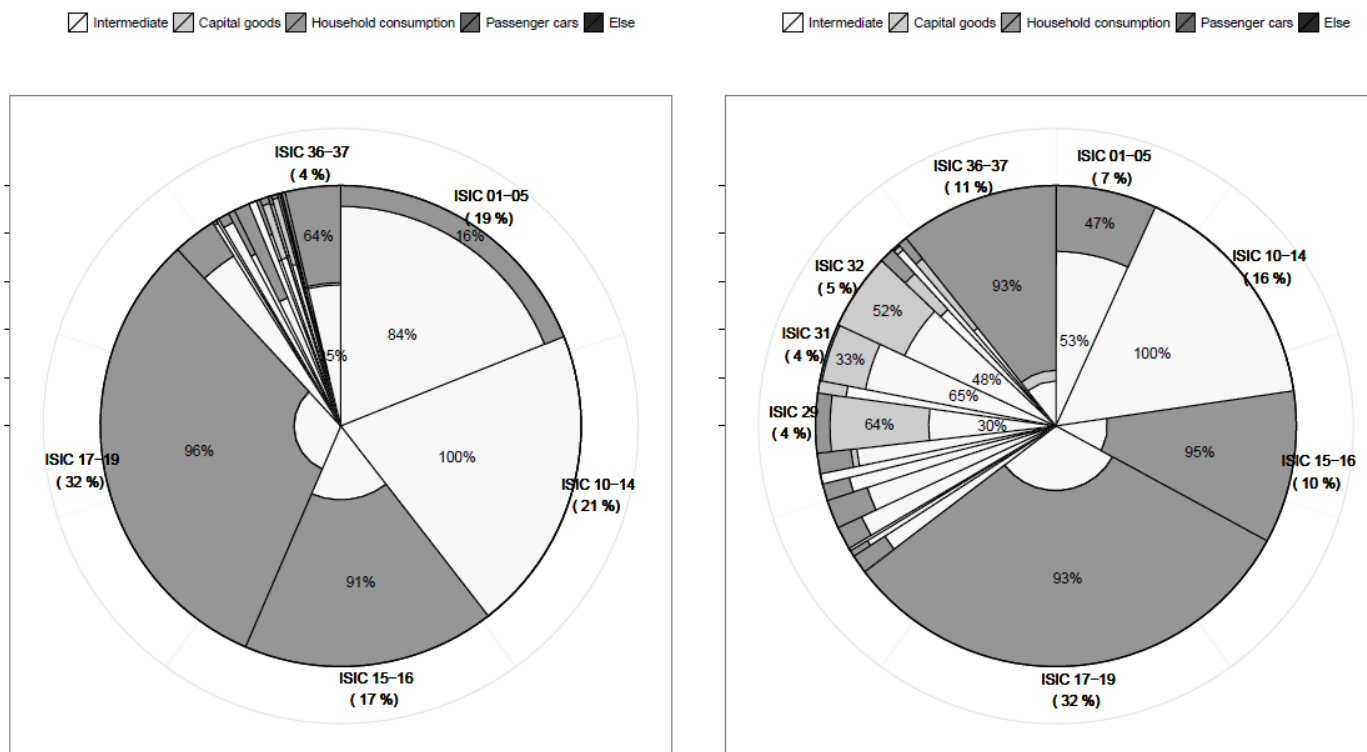 Intermediate Capital goods Household consumption Passenger cars Else
ISIC 36–37
( 4 %)
ISIC 01–05
( 19 %)
16%
64%
84%
100%
ISIC 10–14
( 21 %)
96%
ISIC 17–19
( 32 %)
91%
ISIC 15–16
( 17 %)
Intermediate Capital goods Household consumption Passenger cars Else
ISIC 01–05
( 7 %)
ISIC 36–37
( 11 %)
47%
ISIC 10–14
( 16 %)
ISIC 32
( 5 %)
93%
52%
53%
100%
ISIC 31
( 4 %)
33%
48%
65%
ISIC 29
( 4 %)
64%
30%
95%
ISIC 15–16
( 10 %)
93%
ISIC 17–19
( 32 %)